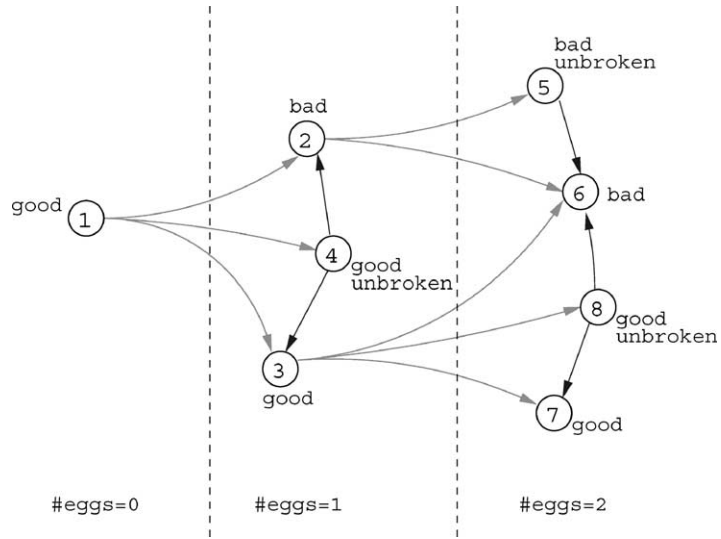 bad
unbroken
5
bad
2
6
bad
good
1
4
good
unbroken
8
good
unbroken
3
good
7
good
#eggs=0
#eggs=1
#eggs=2